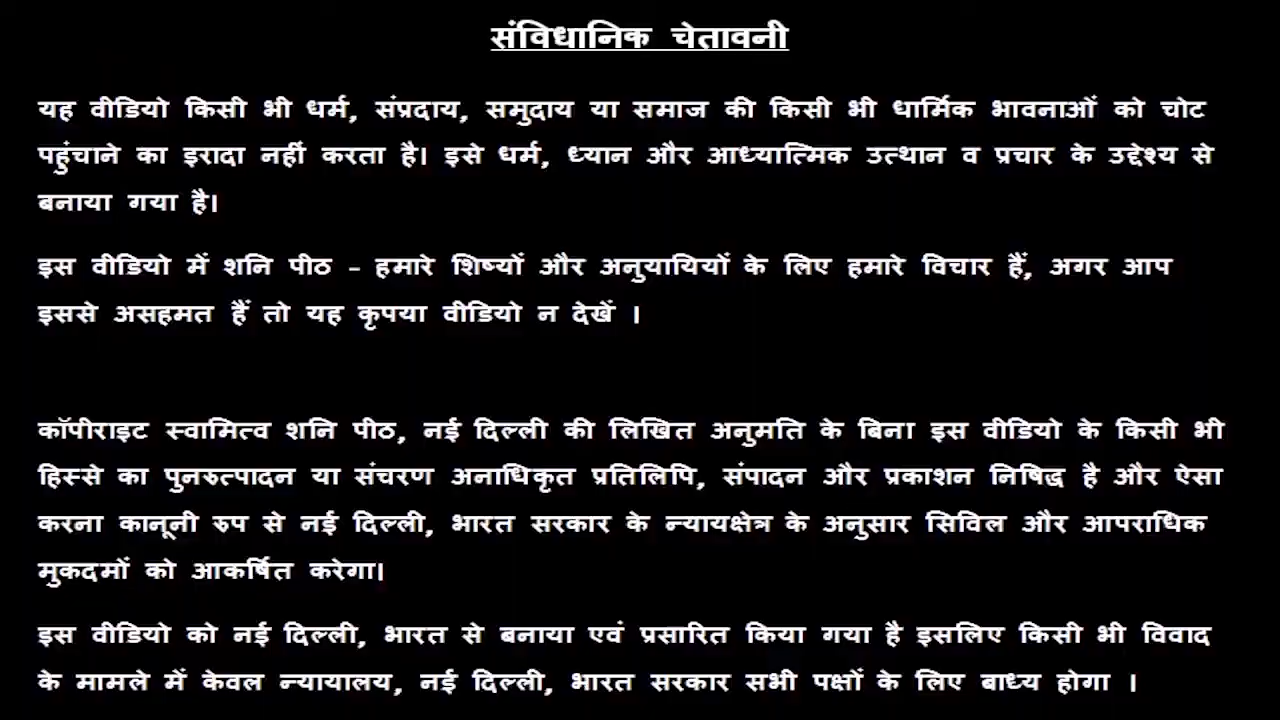 संविधानिक चेतावनी
यह वीडियो किसी भी धर्म, संप्रदाय, समुदाय या समाज की किसी भी धार्मिक भावनाओं को चोट
पहुंचाने का इरादा नहीं करता है। इसे धर्म, ध्यान और आध्यात्मिक उत्थान व प्रचार के उद्देश्य से
बनाया गया है।
इस वीडियो में शनि पीठ - हमारे शिष्यों और अनुयायियों के लिए हमारे विचार हैं, अगर आप
इससे असहमत हैं तो यह कृपया वीडियो न देखें ।
कॉपीराइट स्वामित्व शनि पीठ, नई दिल्ली की लिखित अनुमति के बिना इस वीडियो के किसी भी
हिस्से का पुनरुत्पादन या संचरण अनाधिकृत प्रतिलिपि, संपादन और प्रकाशन निषिद्ध है और ऐसा
करना कानूनी रुप से नई दिल्ली, भारत सरकार के न्यायक्षेत्र के अनुसार सिविल और आपराधिक
मुकदमों को आकर्षित करेगा।
इस वीडियो को नई दिल्ली, भारत से बनाया एवं प्रसारित किया गया है इसलिए किसी भी विवाद
के मामले में केवल न्यायालय, नई दिल्ली, भारत सरकार सभी पक्षों के लिए बाध्य होगा ।